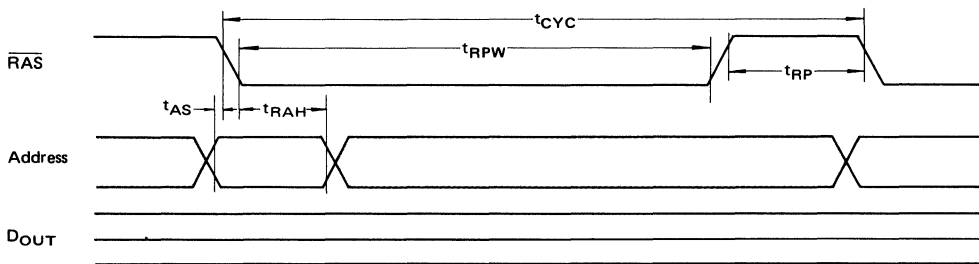 tCYC
RAS
tRPW
tRP
tAS
tRAH
Address
DOUT